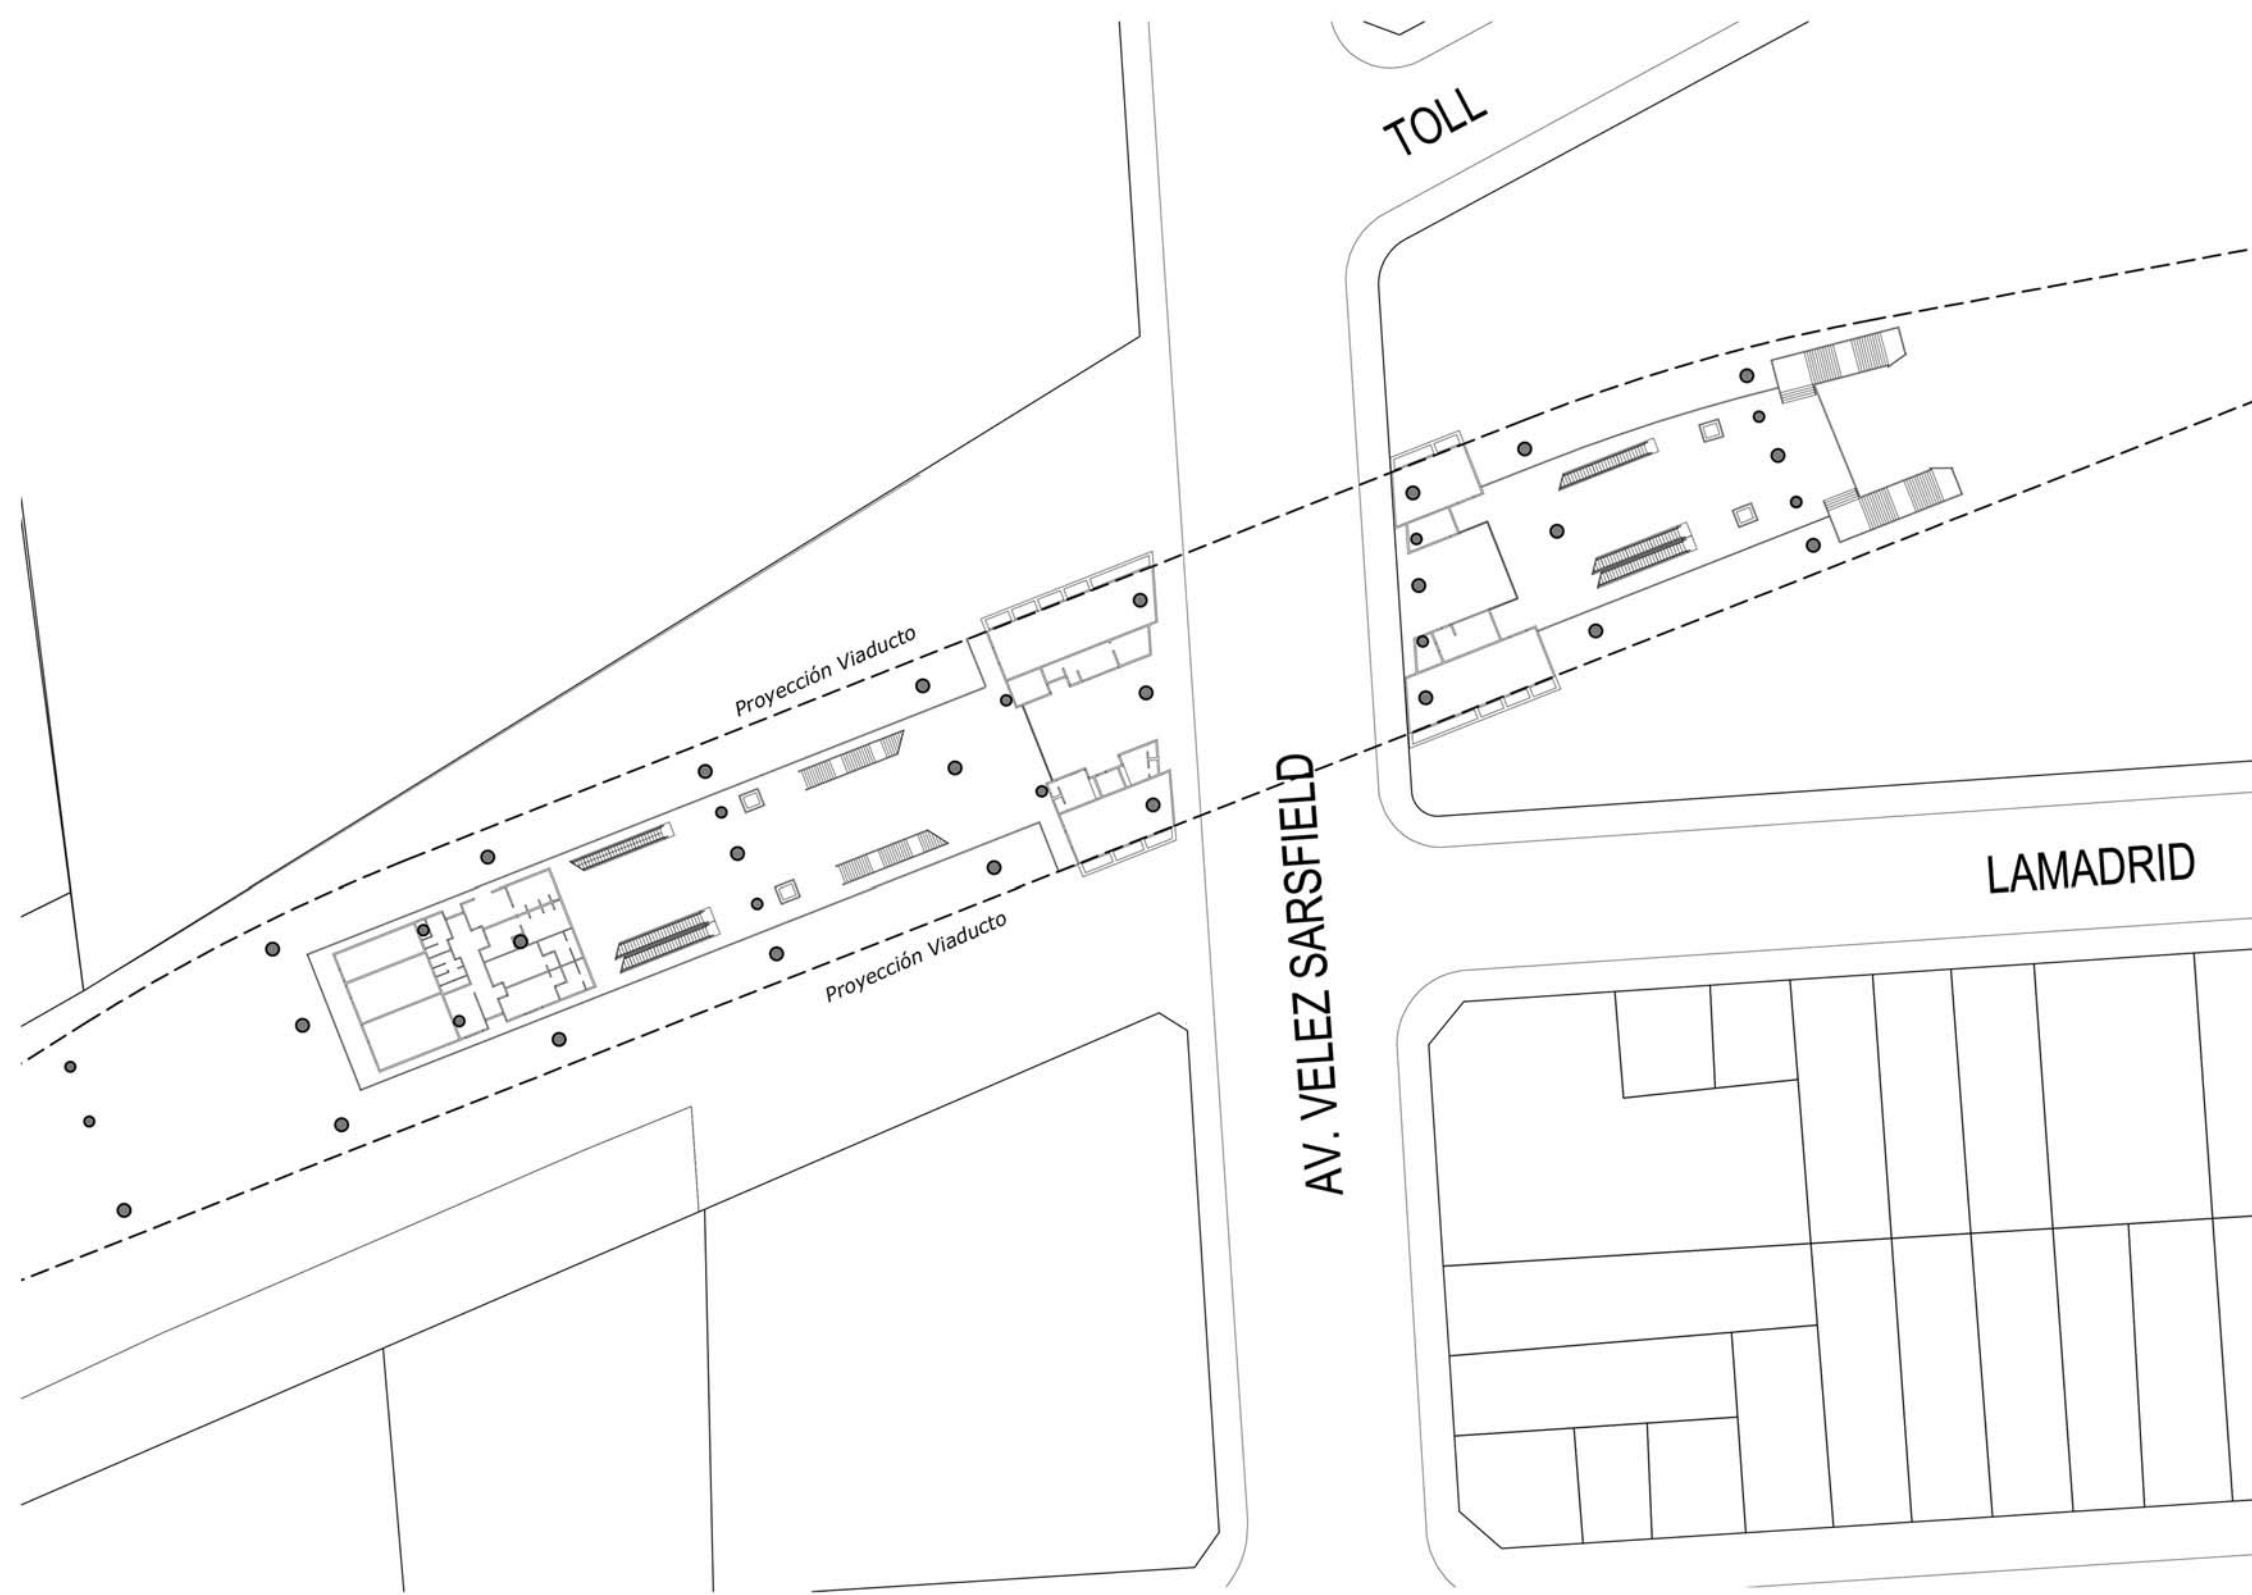 TOLL
Proyección Viaducto
AV. VELEZ SARSFIELD
LAMADRID
Proyección Viaducto